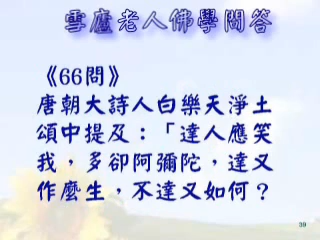 雪廬老人佛學問答
《66問》
唐朝大詩人白樂天淨土
頌中提及：「達人應笑
我，多卻阿彌陀，達又
作麼生，不達又如何？
39